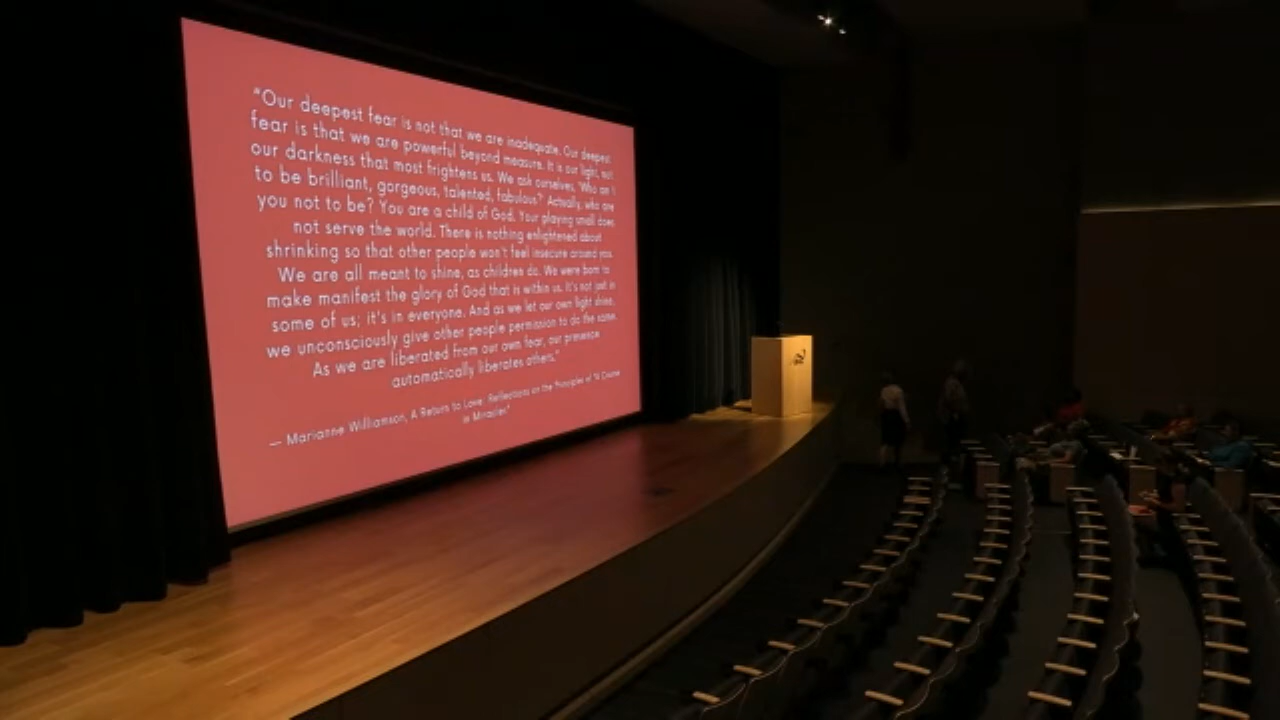 “Our deepest fear is not that we are inadequate. Our deepest
fear is that we are powerful beyond measure. It is our light, not
our darkness that most frightens us. We ask ourselves, 'Who am I
to be brilliant, gorgeous, talented, fabulous?' Actually, who are
you not to be? You are a child of God. Your playing small does
not serve the world. There is nothing enlightened about
shrinking so that other people won't feel insecure around you.
We are all meant to shine, as children do. We were born to
make manifest the glory of God that is within us. It's not just in
some of us; it's in everyone. And as we let our own light shine,
we unconsciously give other people permission to do the same.
As we are liberated from our own fear, our presence
automatically liberates others.”
— Marianne Williamson, A Return to Love: Reflections on the Principles of "A Course
in Miracles"